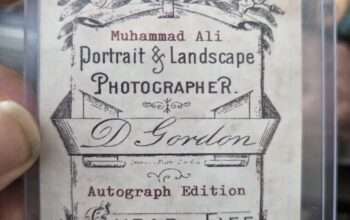 Muhammad Ali
Portrait & Landscape
PHOTOGRAPHER.
D Gordon
Autograph Edition